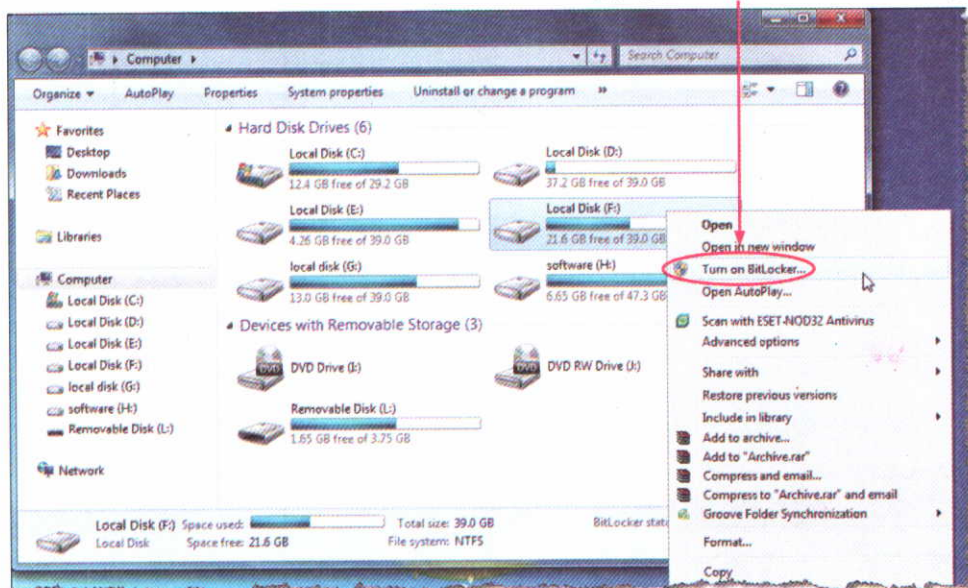 Computer
Search Computer
Organize
AutoPlay
Properties
System properties
Uninstall or change a program
»
Favorites
Desktop
Downloads
Recent Places
Libraries
Computer
Local Disk (C:)
Local Disk (D:)
Local Disk (E:)
Local Disk (F:)
local disk (G:)
software (H:)
Removable Disk (L:)
Network
Hard Disk Drives (6)
Local Disk (C:)
12.4 GB free of 29.2 GB
Local Disk (D:)
37.2 GB free of 39.0 GB
Local Disk (E:)
4.26 GB free of 39.0 GB
Local Disk (F:)
21.6 GB free of 39.0 GB
local disk (G:)
13.0 GB free of 39.0 GB
software (H:)
6.65 GB free of 47.3 GB
Devices with Removable Storage (3)
DVD Drive (I:)
DVD RW Drive (J:)
Removable Disk (L:)
1.65 GB free of 3.75 GB
Open
Open in new window
Turn on BitLocker...
Open AutoPlay...
Scan with ESET-NOD32 Antivirus
Advanced options
Share with
Restore previous versions
Include in library
Add to archive...
Add to "Archive.rar"
Compress and email...
Compress to "Archive.rar" and email
Groove Folder Synchronization
Format...
Copy
Local Disk (F:) Space used: Total size: 39.0 GB BitLocker
Local Disk Space free: 21.6 GB File system: NTFS